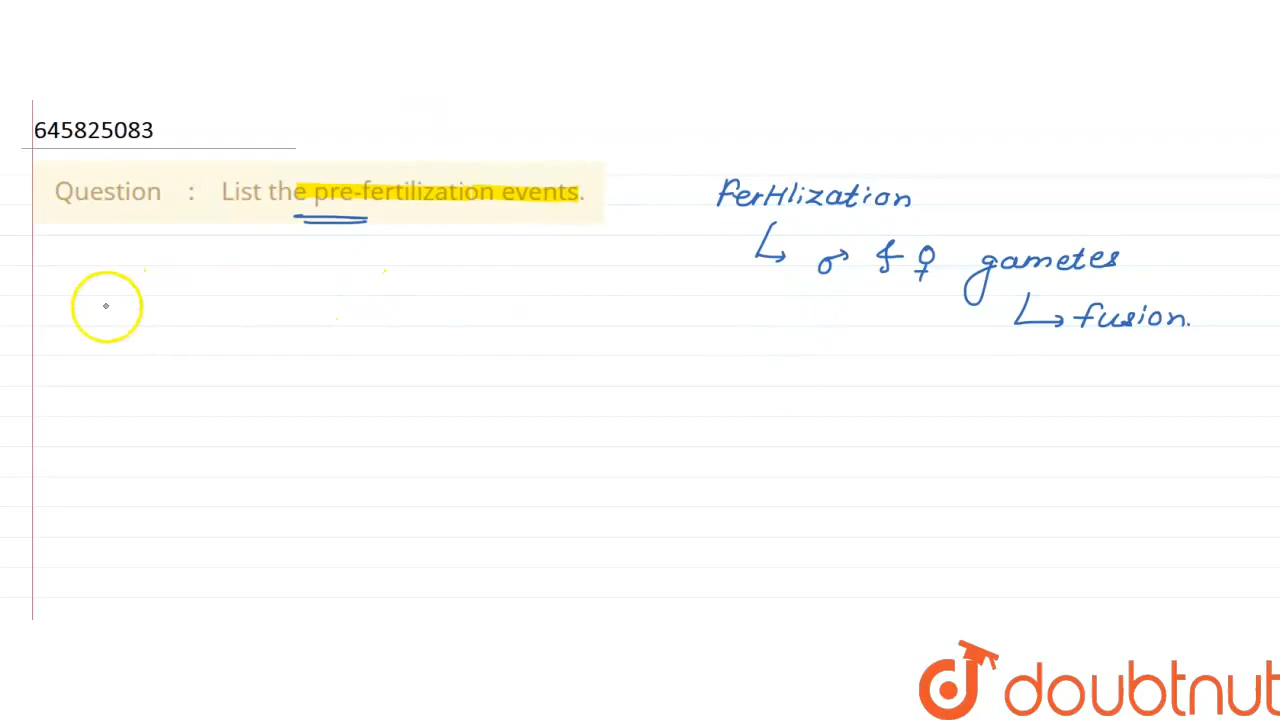 645825083
Question : List the pre-fertilization events.
Fertilization
↳ ♂ & ♀ gametes
↳ fusion.
doubtnut